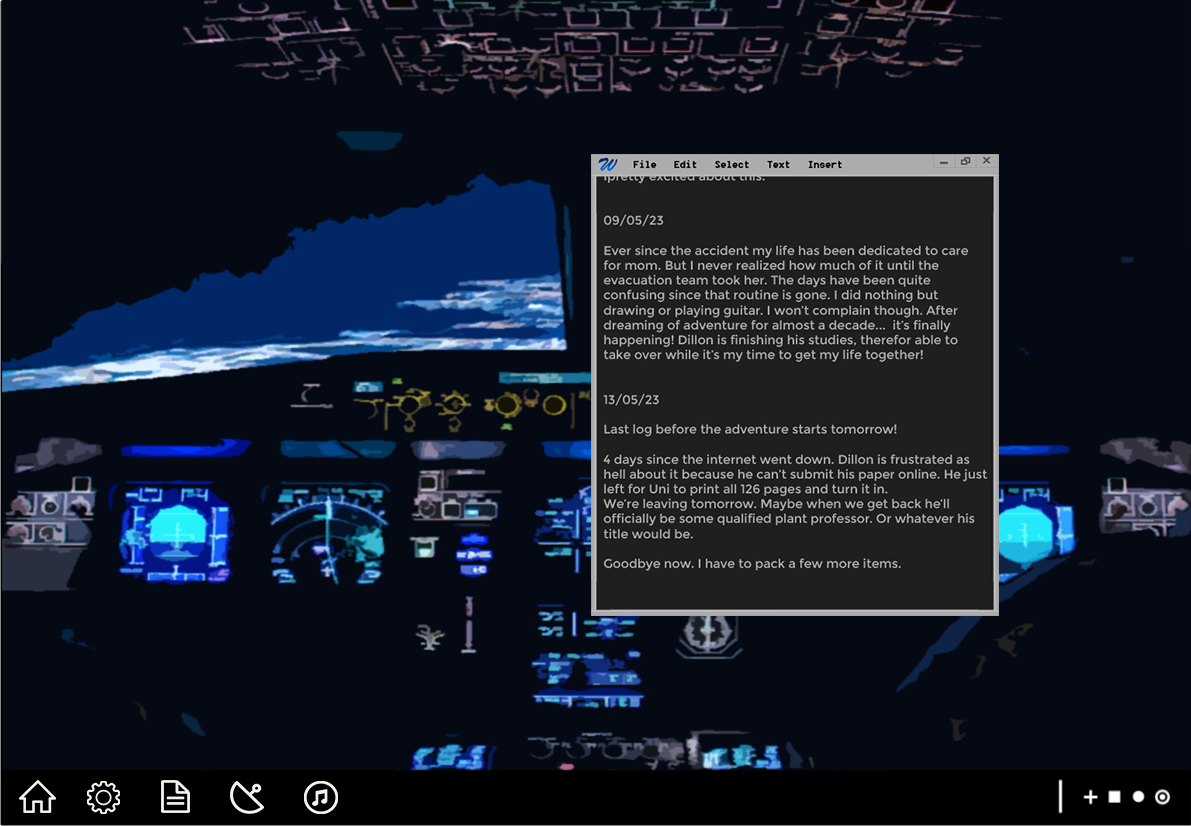 File Edit Select Text Insert
pretty excited about this.
09/05/23
Ever since the accident my life has been dedicated to care
for mom. But I never realized how much of it until the
evacuation team took her. The days have been quite
confusing since that routine is gone. I did nothing but
drawing or playing guitar. I won’t complain though. After
dreaming of adventure for almost a decade... it’s finally
happening! Dillon is finishing his studies, therefor able to
take over while it’s my time to get my life together!
13/05/23
Last log before the adventure starts tomorrow!
4 days since the internet went down. Dillon is frustrated as
hell about it because he can’t submit his paper online. He just
left for Uni to print all 126 pages and turn it in.
We’re leaving tomorrow. Maybe when we get back he’ll
officially be some qualified plant professor. Or whatever his
title would be.
Goodbye now. I have to pack a few more items.